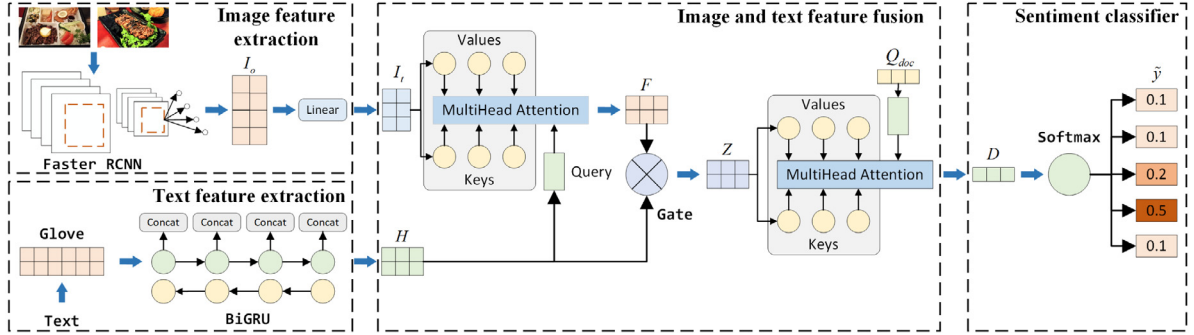 Image feature
extraction
I_o
Linear
Faster RCNN
Text feature extraction
Concat Concat Concat Concat
Glove
Text
BiGRU
Image and text feature fusion
Values
I_t
MultiHead Attention
Keys
Query
F
Gate
H
Z
Q_doc
Values
MultiHead Attention
Keys
Sentiment classifier
ỹ
0.1
Softmax
0.1
D
0.2
0.5
0.1